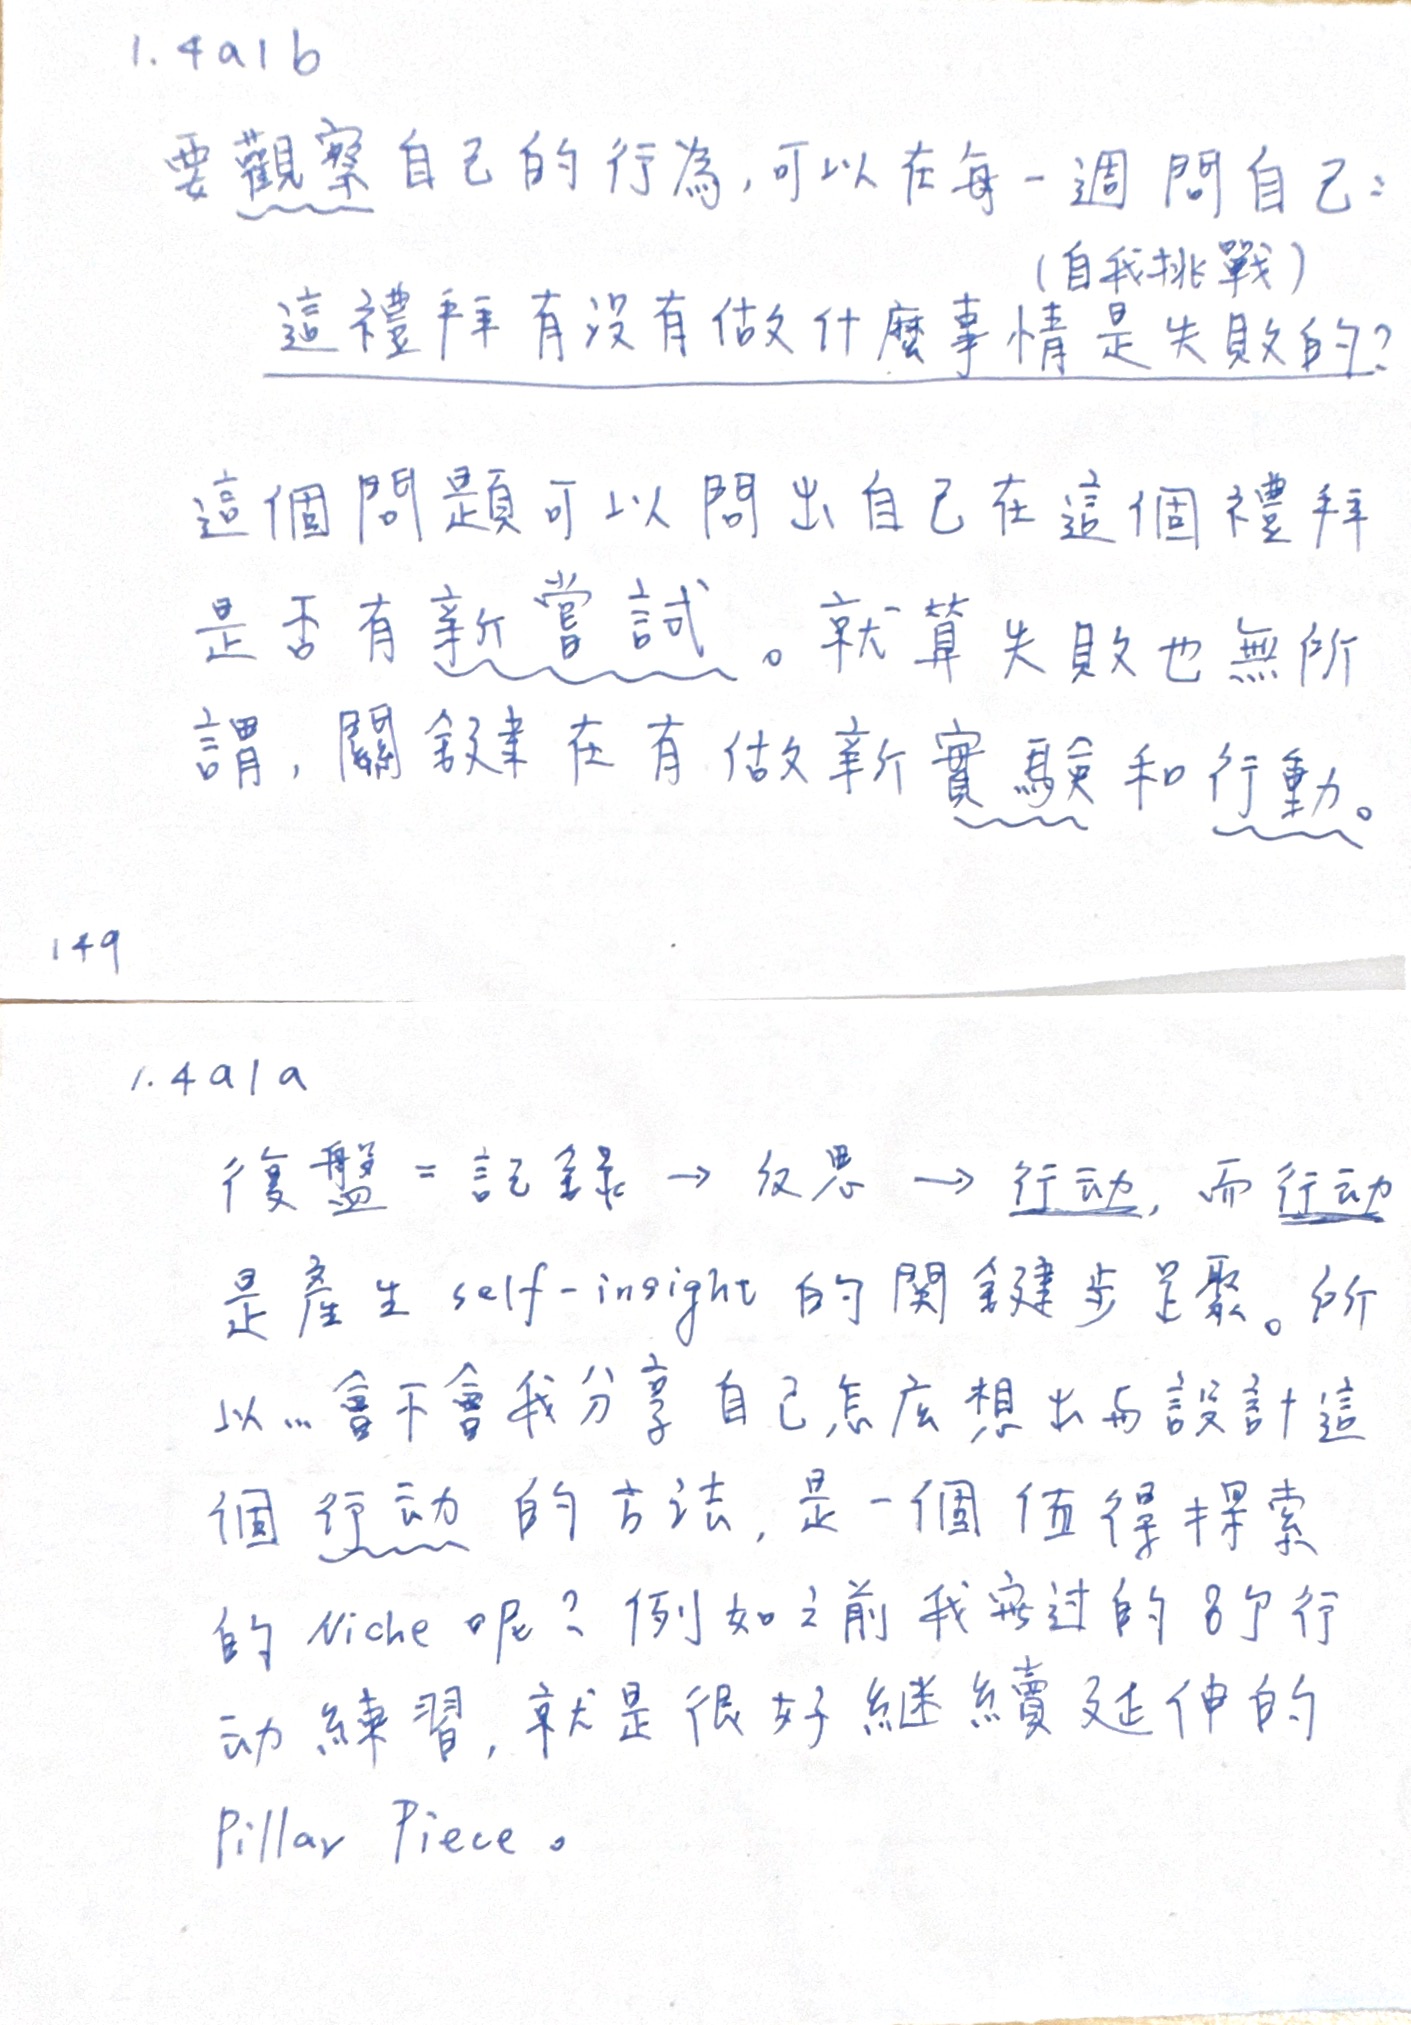 1.4a1b
要觀察自己的行為,可以在每一週問自己:
(自我挑戰)
這禮拜有沒有做什麼事情是失敗的?
這個問題可以問出自己在這個禮拜
是否有新嘗試。就算失敗也無所
謂,關鍵在有做新實驗和行動。
149
1.4a1a
復盤=記錄→反思→行动,而行动
是產生 self-insight 的関鍵步驟。所
以...會不會我分享自己怎麼想出與設計這
個行动的方法,是一個值得探索
的 Niche 呢?例如之前我寫过的8个行
动練習,就是很好継續延伸的
Pillar Piece。